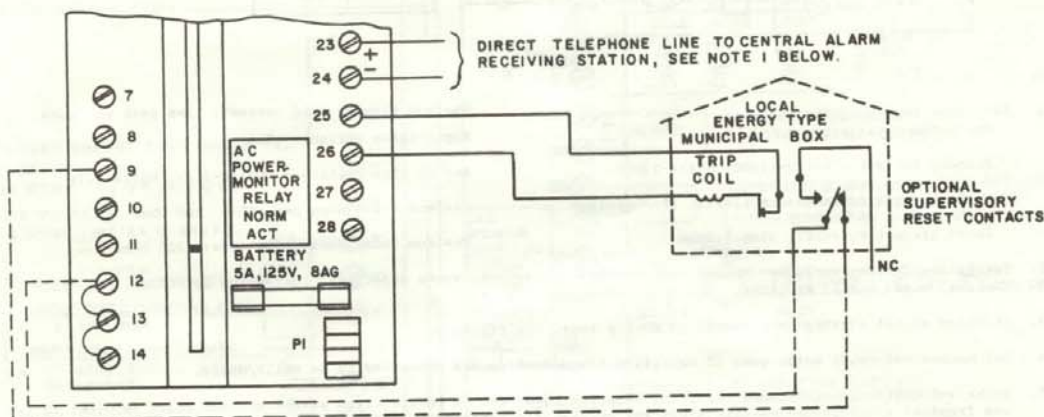 23
+
DIRECT TELEPHONE LINE TO CENTRAL ALARM
RECEIVING STATION, SEE NOTE 1 BELOW.
-
24
7
25
LOCAL
ENERGY TYPE
MUNICIPAL BOX
8
AC
POWER-
MONITOR
RELAY
NORM
ACT
26
TRIP
COIL
9
27
OPTIONAL
SUPERVISORY
RESET CONTACTS
10
28
11
BATTERY
5A, 125V, 8AG
NC
12
13
P1
14